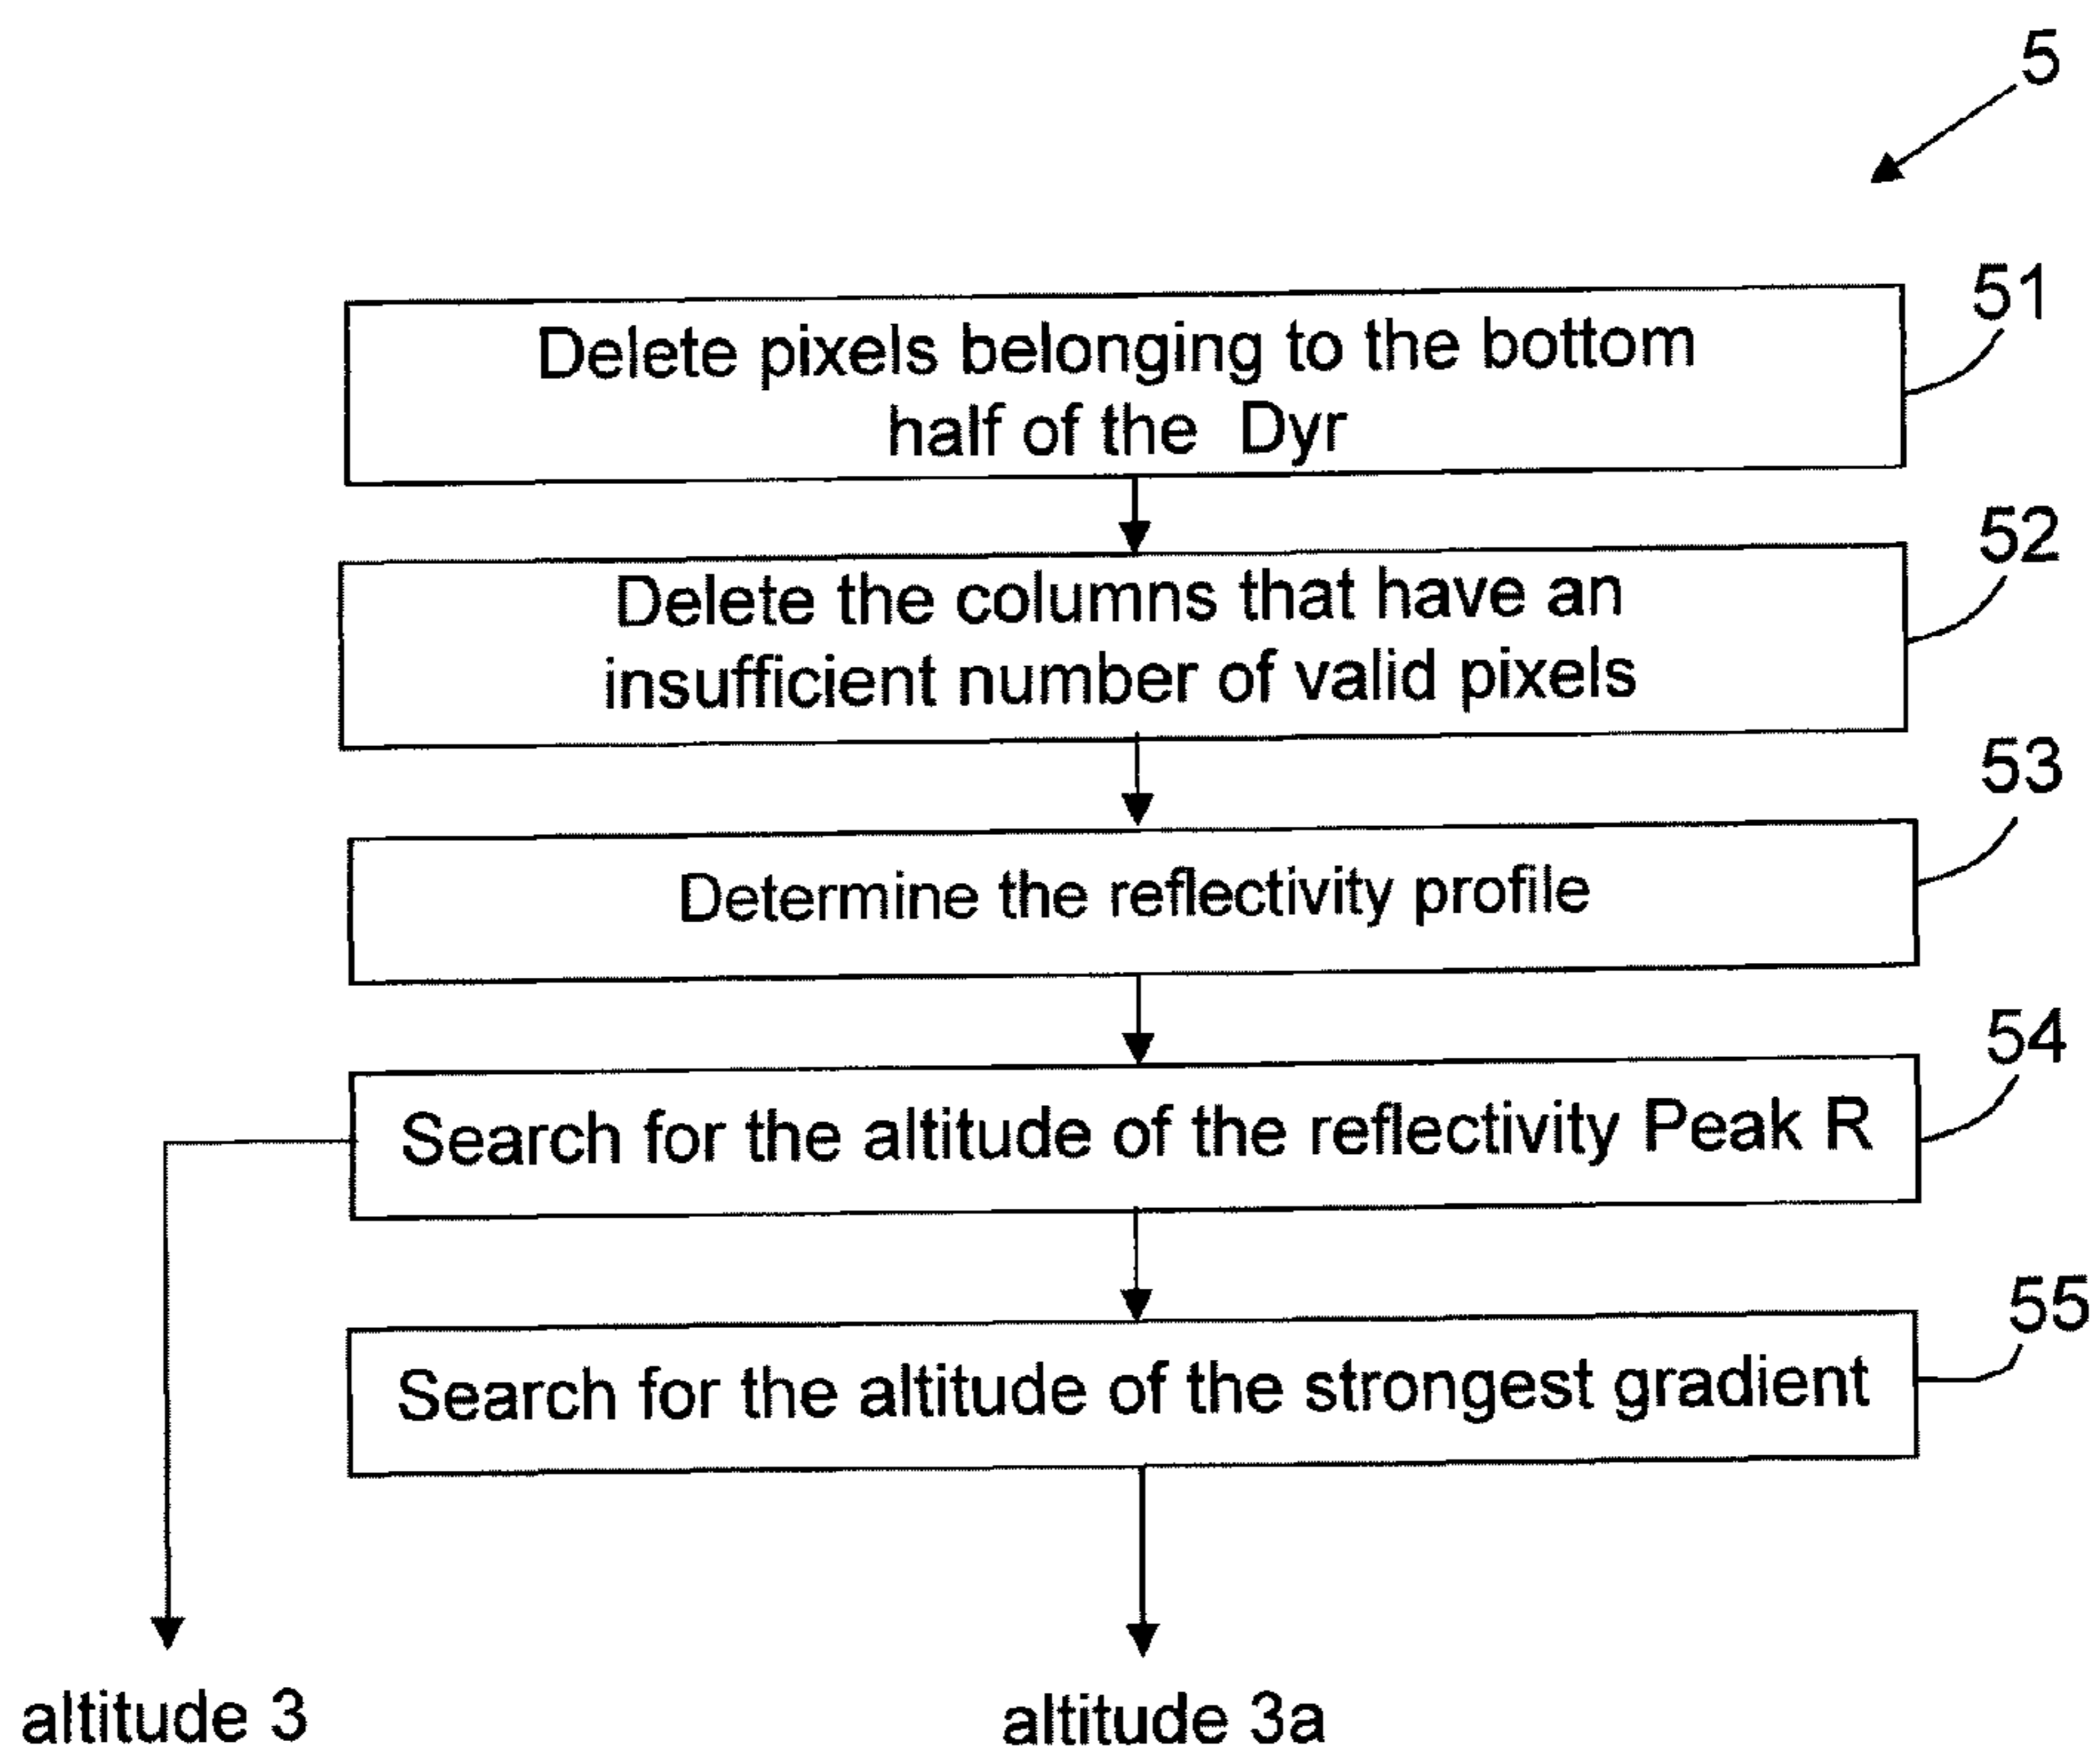 5
51
Delete pixels belonging to the bottom
half of the Dyr
52
Delete the columns that have an
insufficient number of valid pixels
53
Determine the reflectivity profile
54
Search for the altitude of the reflectivity Peak R
55
Search for the altitude of the strongest gradient
altitude 3
altitude 3a